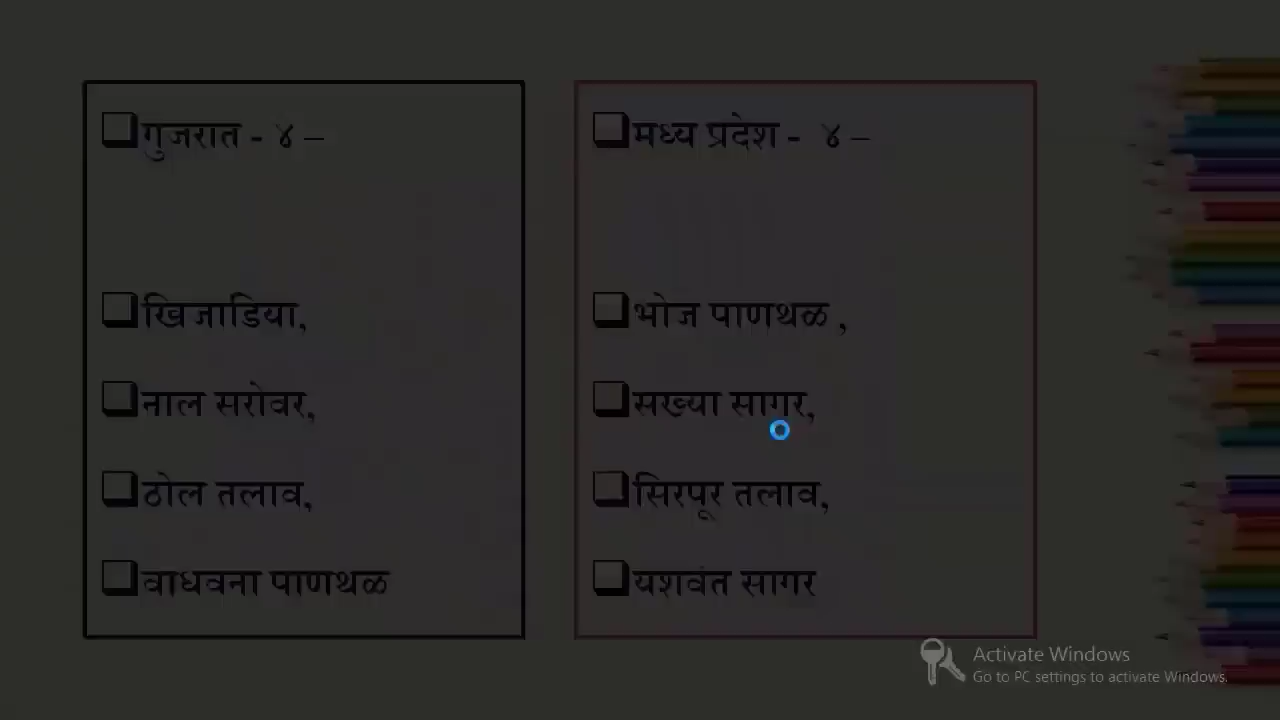 गुजरात - ४ –
खिजाडिया,
नाल सरोवर,
ठोल तलाव,
वाधवना पाणथळ
मध्य प्रदेश - ४ –
भोज पाणथळ ,
सख्या सागर,
सिरपूर तलाव,
यशवंत सागर
Activate Windows
Go to PC settings to activate Windows.